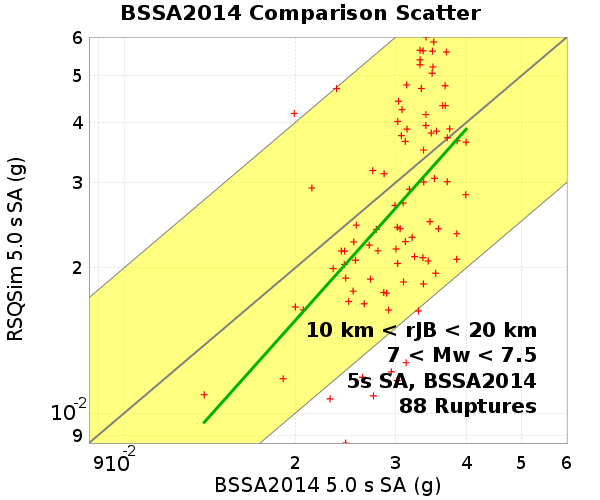 BSSA2014 Comparison Scatter
RSQSim 5.0 s SA (g)
6
5
4
3
2
10-2
9
10 km < rJB < 20 km
7 < Mw < 7.5
5s SA, BSSA2014
88 Ruptures
9 10-2 2 3 4 5 6
BSSA2014 5.0 s SA (g)